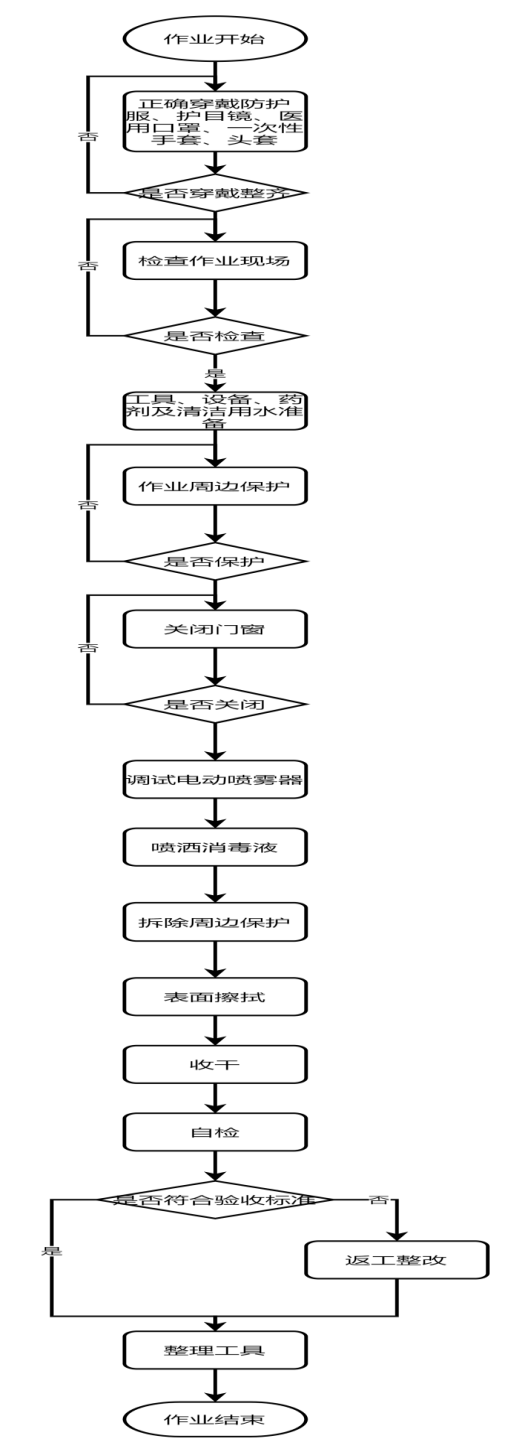 作业开始
正确穿戴防护
服、护目镜、医
用口罩、一次性
手套、头套
否
是否穿戴整齐
检查作业现场
否
是否检查
是
工具、设备、药
剂及清洁用水准
备
作业周边保护
否
是否保护
关闭门窗
否
是否关闭
调试电动喷雾器
喷洒消毒液
拆除周边保护
表面擦拭
收干
自检
是否符合验收标准
否
是
返工整改
整理工具
作业结束